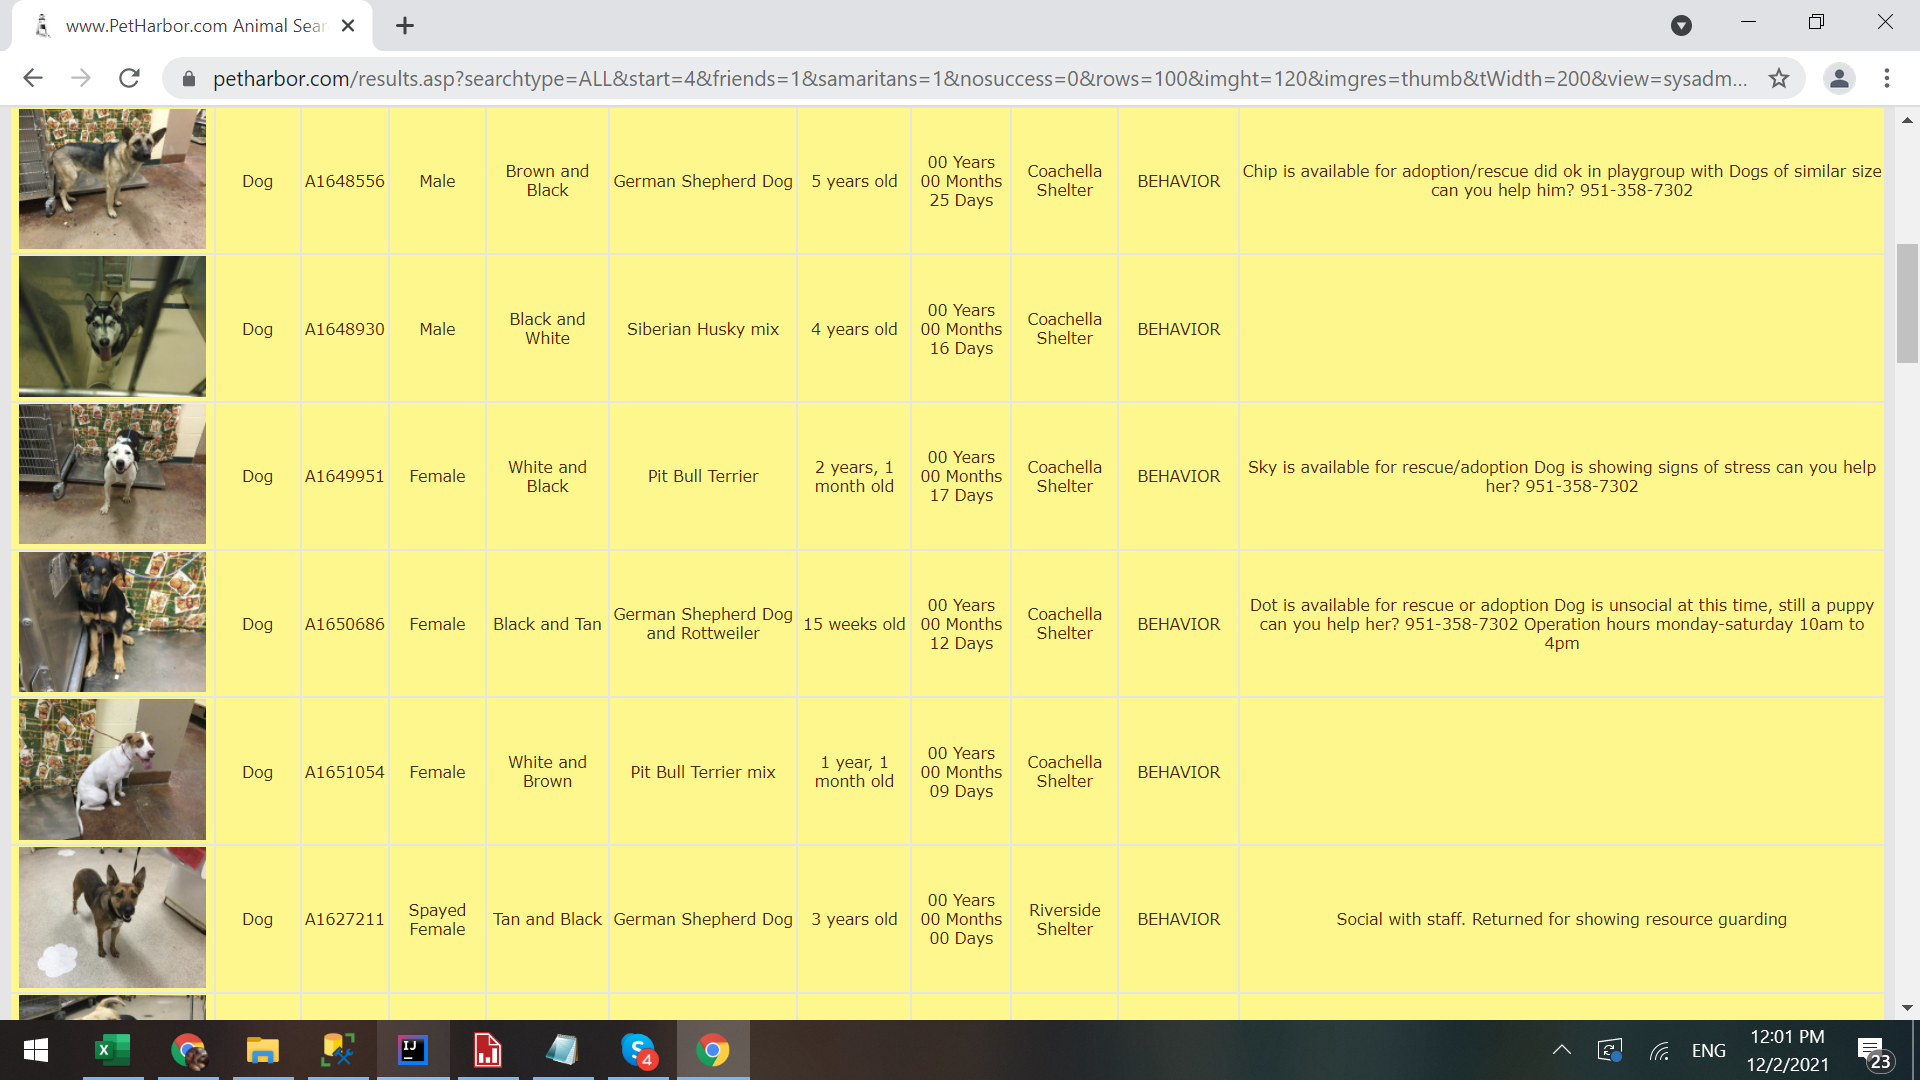 www.PetHarbor.com Animal Sear
petharbor.com/results.asp?searchtype=ALL&start=4&friends=1&samaritans=1&nosuccess=0&rows=100&imght=120&imgres=thumb&tWidth=200&view=sysadm...
Dog
A1648556
Male
Brown and
Black
German Shepherd Dog
5 years old
00 Years
00 Months
25 Days
Coachella
Shelter
BEHAVIOR
Chip is available for adoption/rescue did ok in playgroup with Dogs of similar size
can you help him? 951-358-7302
Dog
A1648930
Male
Black and
White
Siberian Husky mix
4 years old
00 Years
00 Months
16 Days
Coachella
Shelter
BEHAVIOR
Dog
A1649951
Female
White and
Black
Pit Bull Terrier
2 years, 1
month old
00 Years
00 Months
17 Days
Coachella
Shelter
BEHAVIOR
Sky is available for rescue/adoption Dog is showing signs of stress can you help
her? 951-358-7302
Dog
A1650686
Female
Black and Tan
German Shepherd Dog
and Rottweiler
15 weeks old
00 Years
00 Months
12 Days
Coachella
Shelter
BEHAVIOR
Dot is available for rescue or adoption Dog is unsocial at this time, still a puppy
can you help her? 951-358-7302 Operation hours monday-saturday 10am to
4pm
Dog
A1651054
Female
White and
Brown
Pit Bull Terrier mix
1 year, 1
month old
00 Years
00 Months
09 Days
Coachella
Shelter
BEHAVIOR
Dog
A1627211
Spayed
Female
Tan and Black
German Shepherd Dog
3 years old
00 Years
00 Months
00 Days
Riverside
Shelter
BEHAVIOR
Social with staff. Returned for showing resource guarding
X
IJ
S
4
ENG
12:01 PM
12/2/2021
23